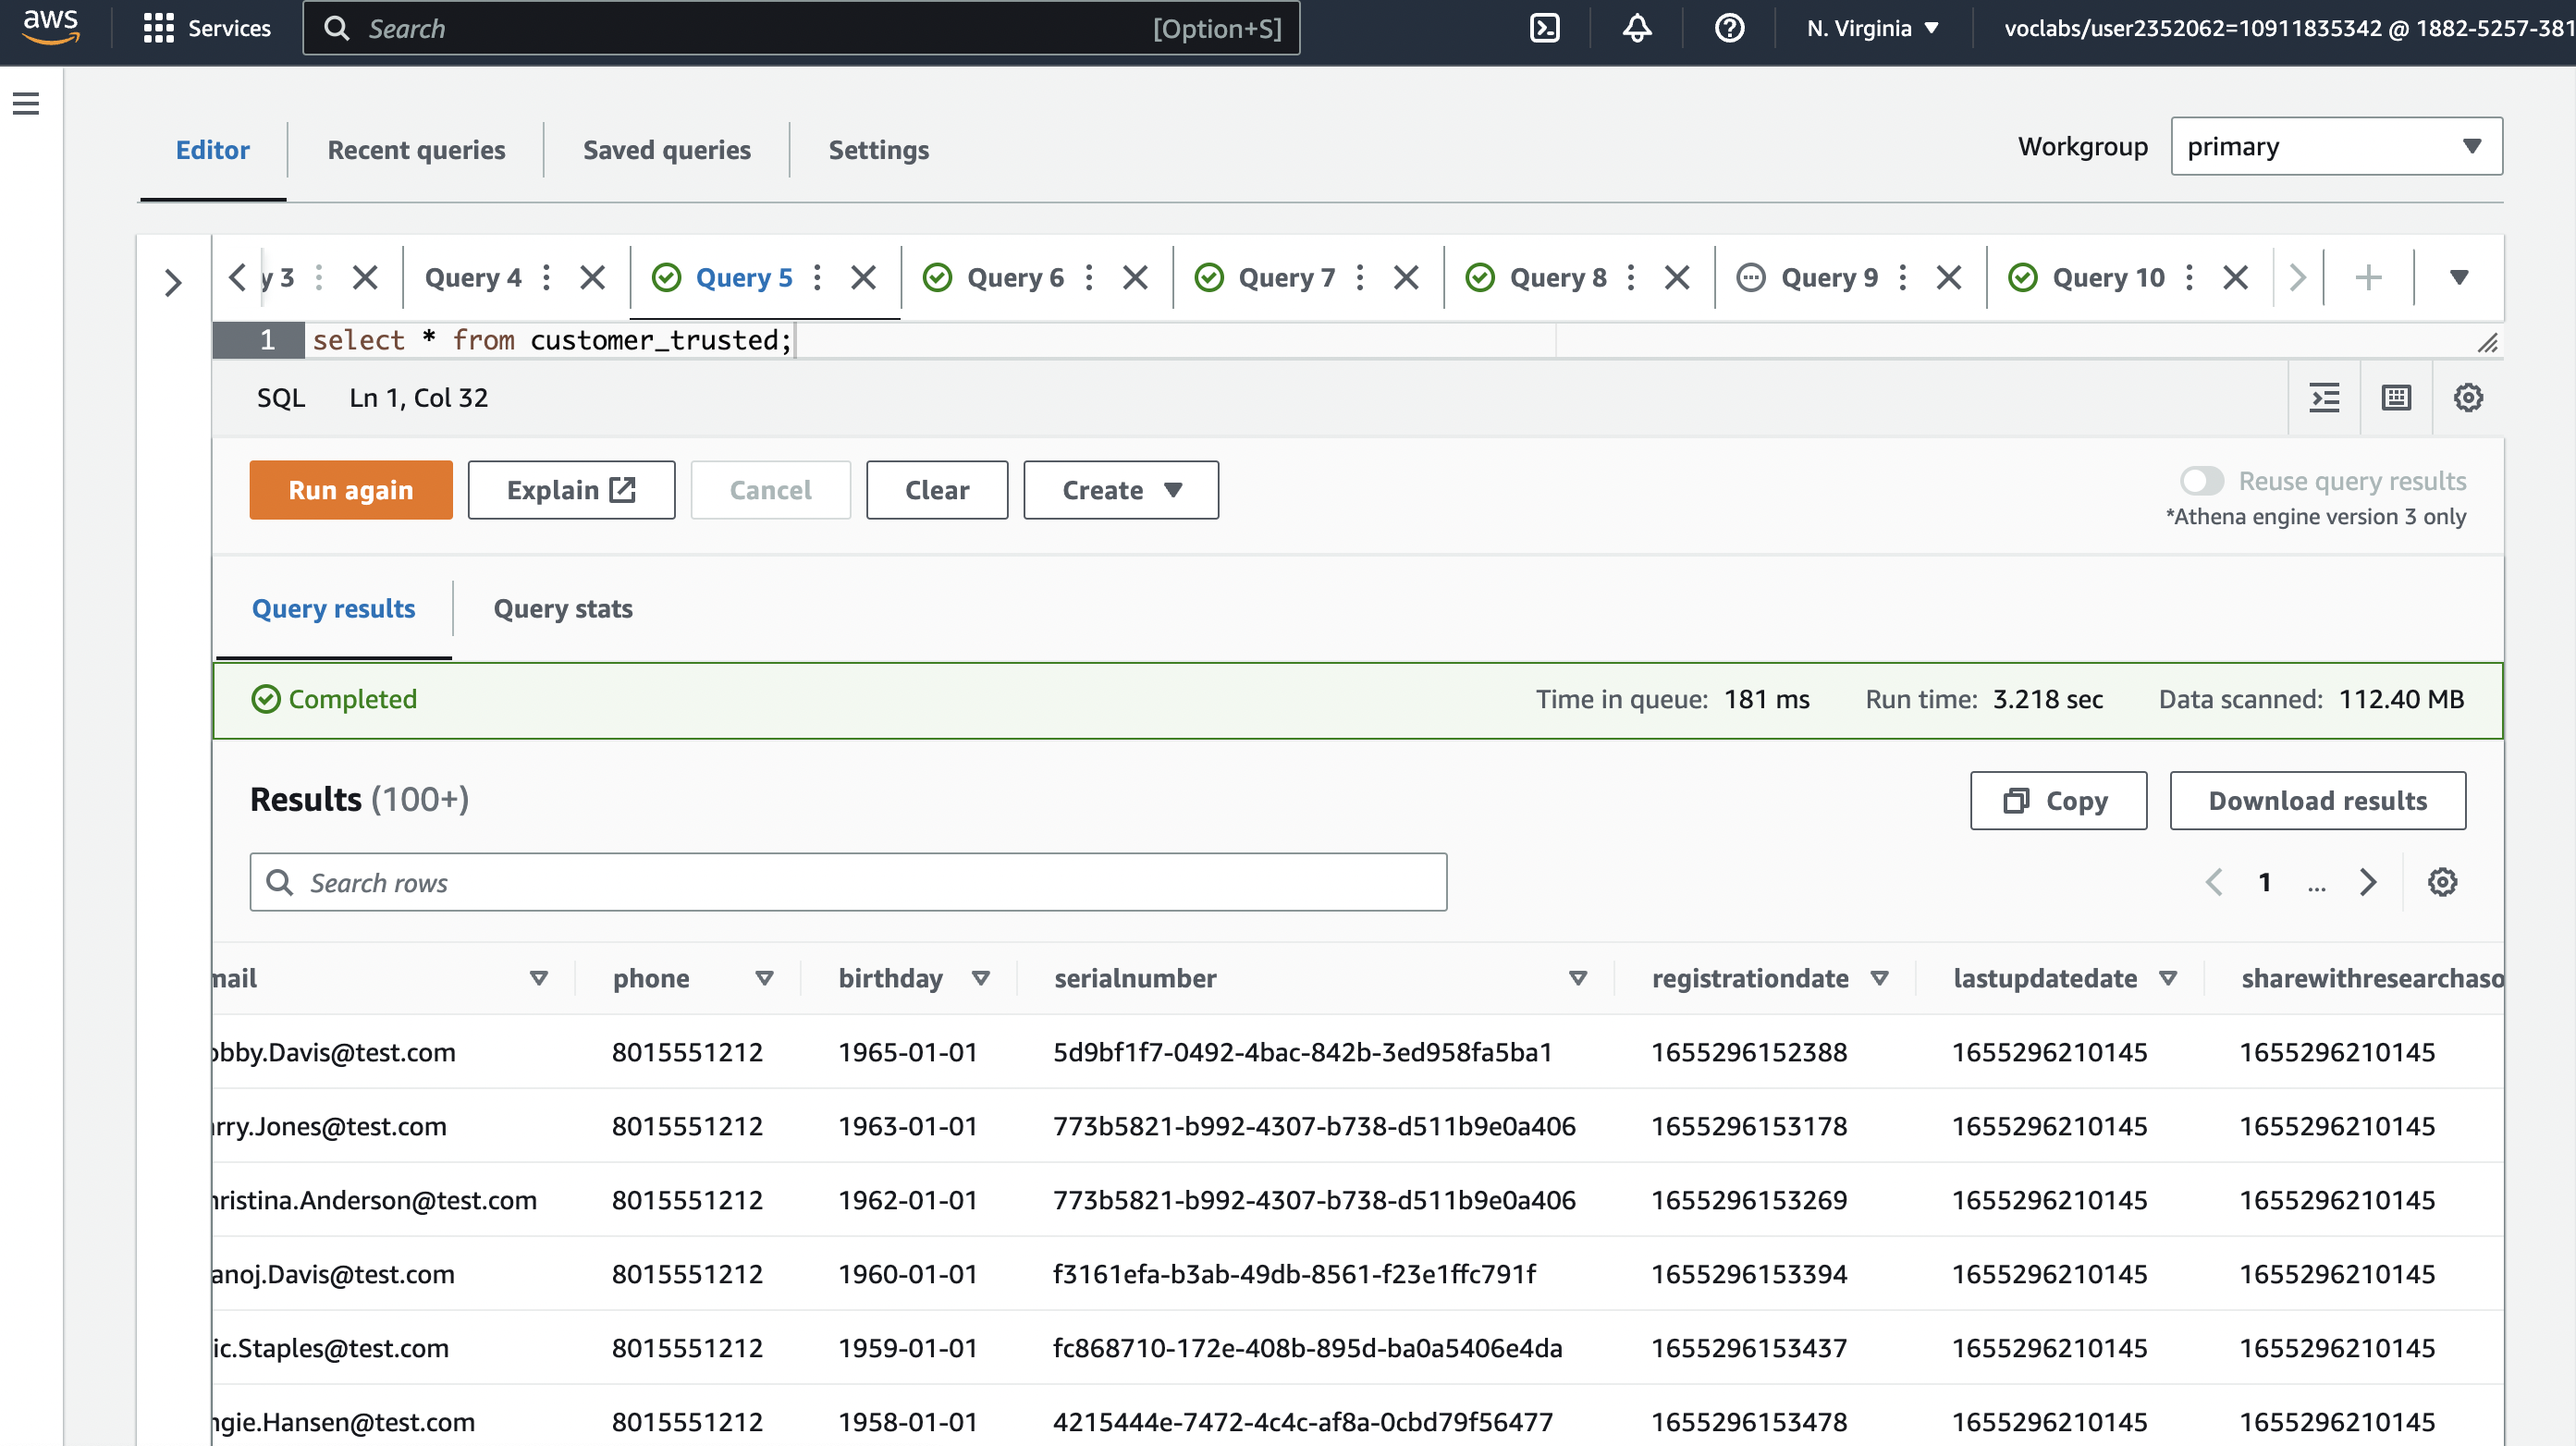 aws Services Search [Option+S] N. Virginia voclabs/user2352062=10911835342 @ 1882-5257-381
Editor Recent queries Saved queries Settings Workgroup primary
y 3 Query 4 Query 5 Query 6 Query 7 Query 8 Query 9 Query 10
1 select * from customer_trusted;
SQL Ln 1, Col 32
Run again Explain Cancel Clear Create Reuse query results
*Athena engine version 3 only
Query results Query stats
Completed Time in queue: 181 ms Run time: 3.218 sec Data scanned: 112.40 MB
Results (100+) Copy Download results
Search rows 1 ...
mail phone birthday serialnumber registrationdate lastupdatedate sharewithresearchaso
obby.Davis@test.com 8015551212 1965-01-01 5d9bf1f7-0492-4bac-842b-3ed958fa5ba1 1655296152388 1655296210145 1655296210145
arry.Jones@test.com 8015551212 1963-01-01 773b5821-b992-4307-b738-d511b9e0a406 1655296153178 1655296210145 1655296210145
hristina.Anderson@test.com 8015551212 1962-01-01 773b5821-b992-4307-b738-d511b9e0a406 1655296153269 1655296210145 1655296210145
anoj.Davis@test.com 8015551212 1960-01-01 f3161efa-b3ab-49db-8561-f23e1ffc791f 1655296153394 1655296210145 1655296210145
ic.Staples@test.com 8015551212 1959-01-01 fc868710-172e-408b-895d-ba0a5406e4da 1655296153437 1655296210145 1655296210145
ngie.Hansen@test.com 8015551212 1958-01-01 4215444e-7472-4c4c-af8a-0cbd79f56477 1655296153478 1655296210145 1655296210145